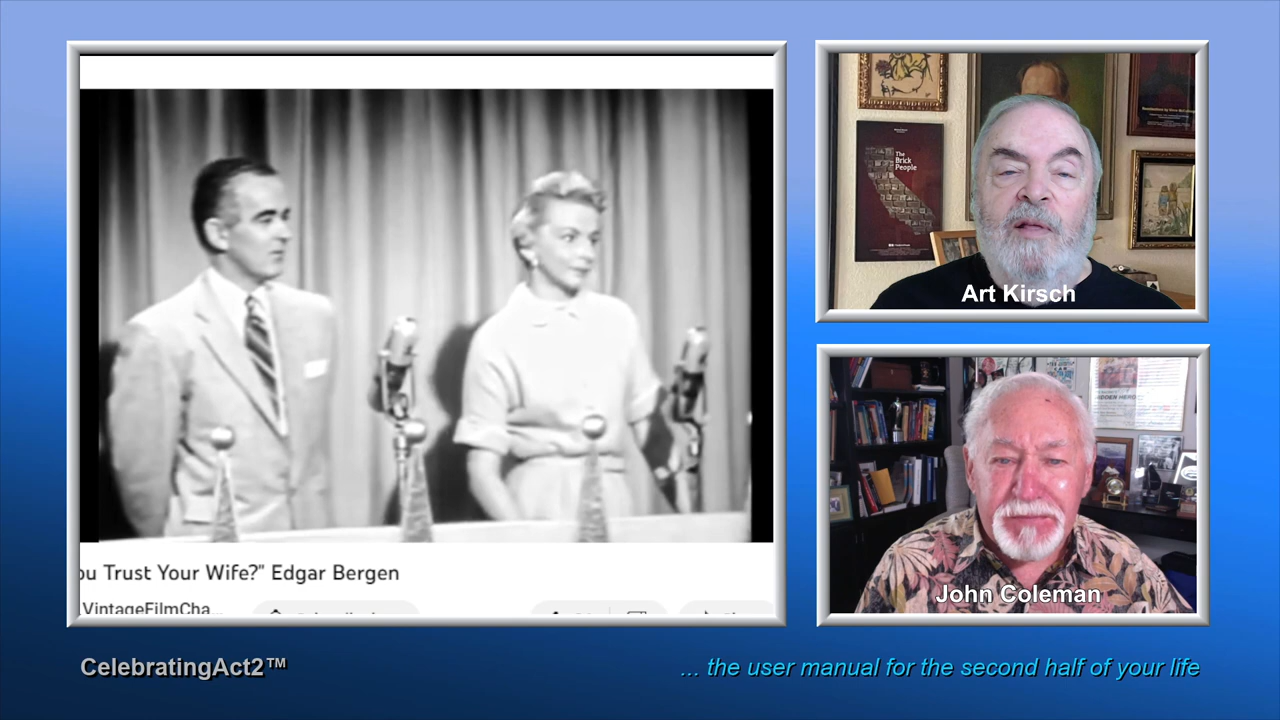 ou Trust Your Wife?" Edgar Bergen
.VintageFilmCha...
The
Brick
People
Art Kirsch
HIDDEN HERO
John Coleman
CelebratingAct2™
... the user manual for the second half of your life